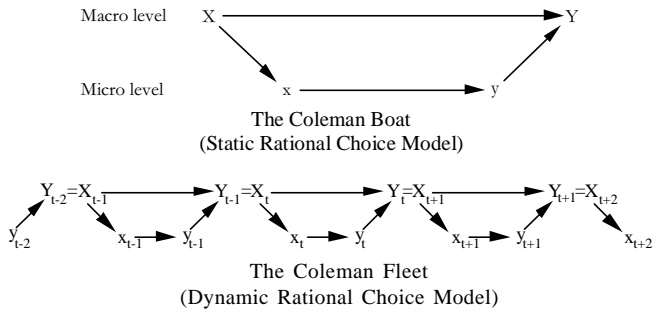 Macro level X Y
Micro level x y
The Coleman Boat
(Static Rational Choice Model)
Y_{t-2}=X_{t-1} Y_{t-1}=X_t Y_t=X_{t+1} Y_{t+1}=X_{t+2}
y_{t-2} x_{t-1} y_{t-1} x_t y_t x_{t+1} y_{t+1} x_{t+2}
The Coleman Fleet
(Dynamic Rational Choice Model)